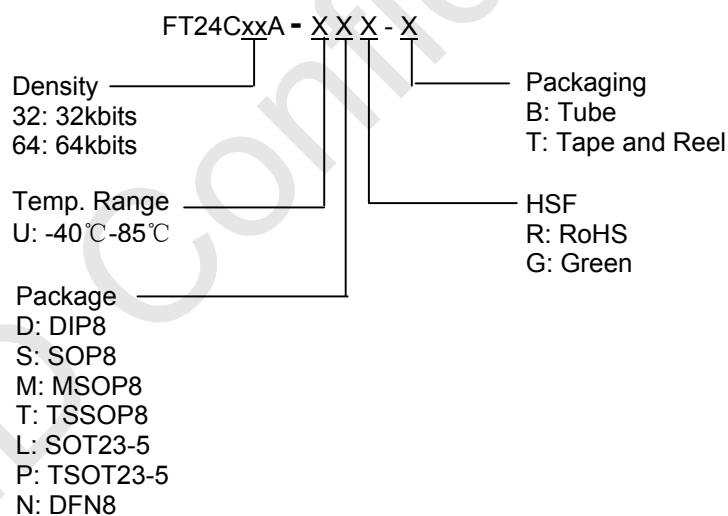 FT24CxxA - X X X - X
Density
32: 32kbits
64: 64kbits
Temp. Range
U: -40℃-85℃
Package
D: DIP8
S: SOP8
M: MSOP8
T: TSSOP8
L: SOT23-5
P: TSOT23-5
N: DFN8
Packaging
B: Tube
T: Tape and Reel
HSF
R: RoHS
G: Green